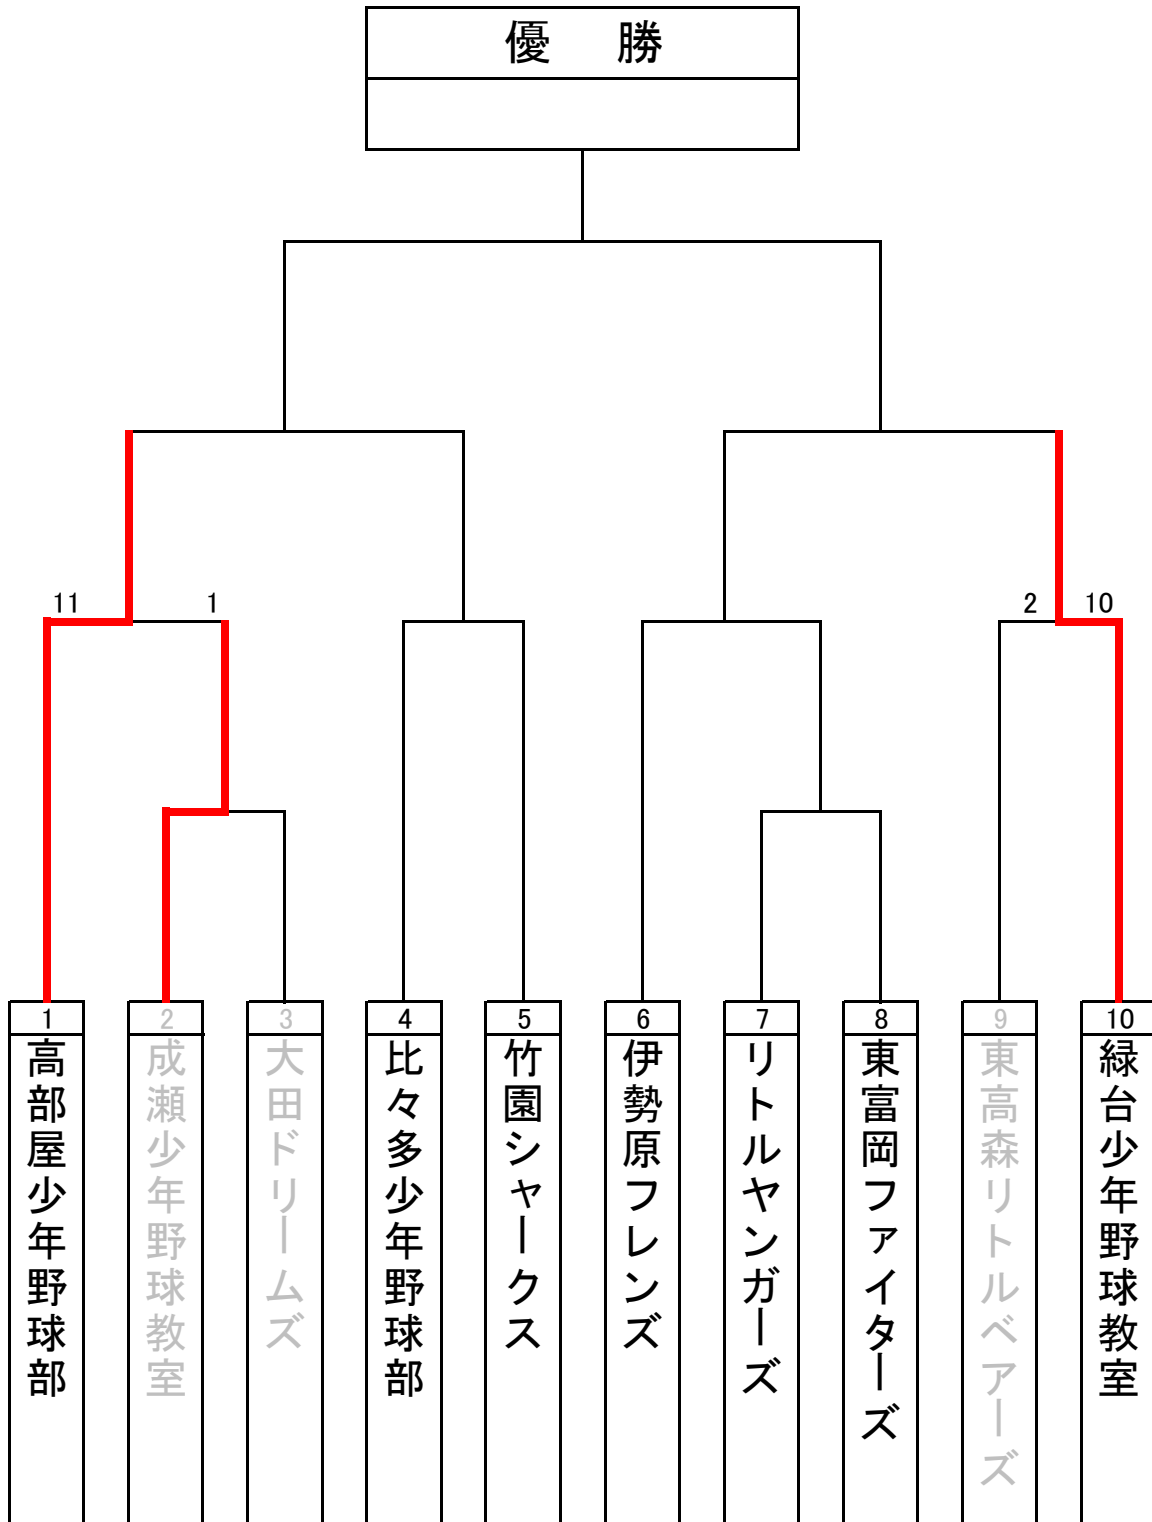 優　勝
11
1
2
10
1
2
3
4
5
6
7
8
9
10
高部屋少年野球部
成瀬少年野球教室
大田ドリームズ
比々多少年野球部
竹園シャークス
伊勢原フレンズ
リトルヤンガーズ
東富岡ファイターズ
東高森リトルベアーズ
緑台少年野球教室